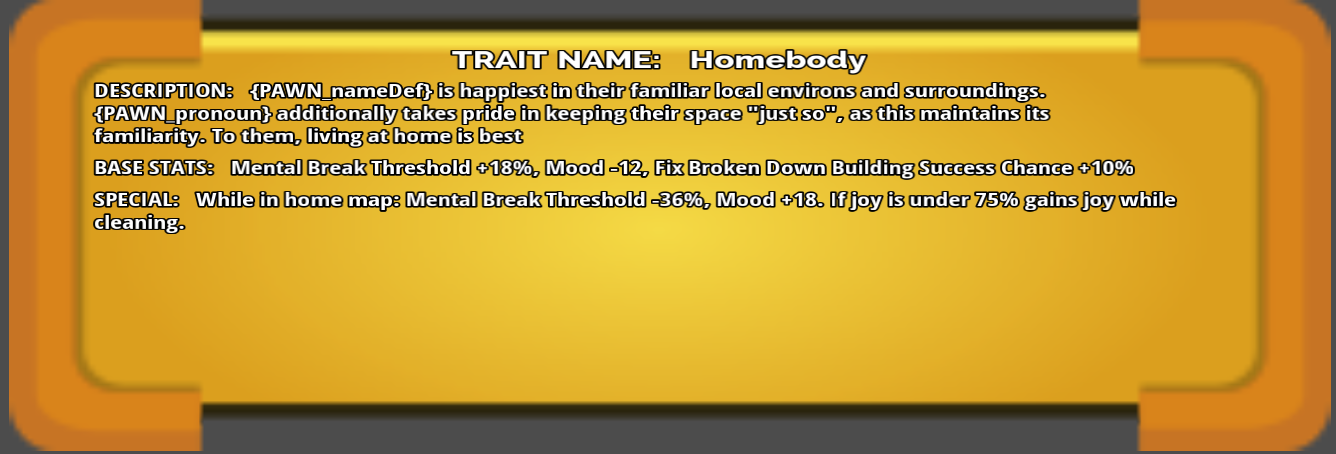 TRAIT NAME: Homebody
DESCRIPTION: {PAWN_nameDef} is happiest in their familiar local environs and surroundings.
{PAWN_pronoun} additionally takes pride in keeping their space "just so", as this maintains its
familiarity. To them, living at home is best
BASE STATS: Mental Break Threshold +18%, Mood -12, Fix Broken Down Building Success Chance +10%
SPECIAL: While in home map: Mental Break Threshold -36%, Mood +18. If joy is under 75% gains joy while
cleaning.